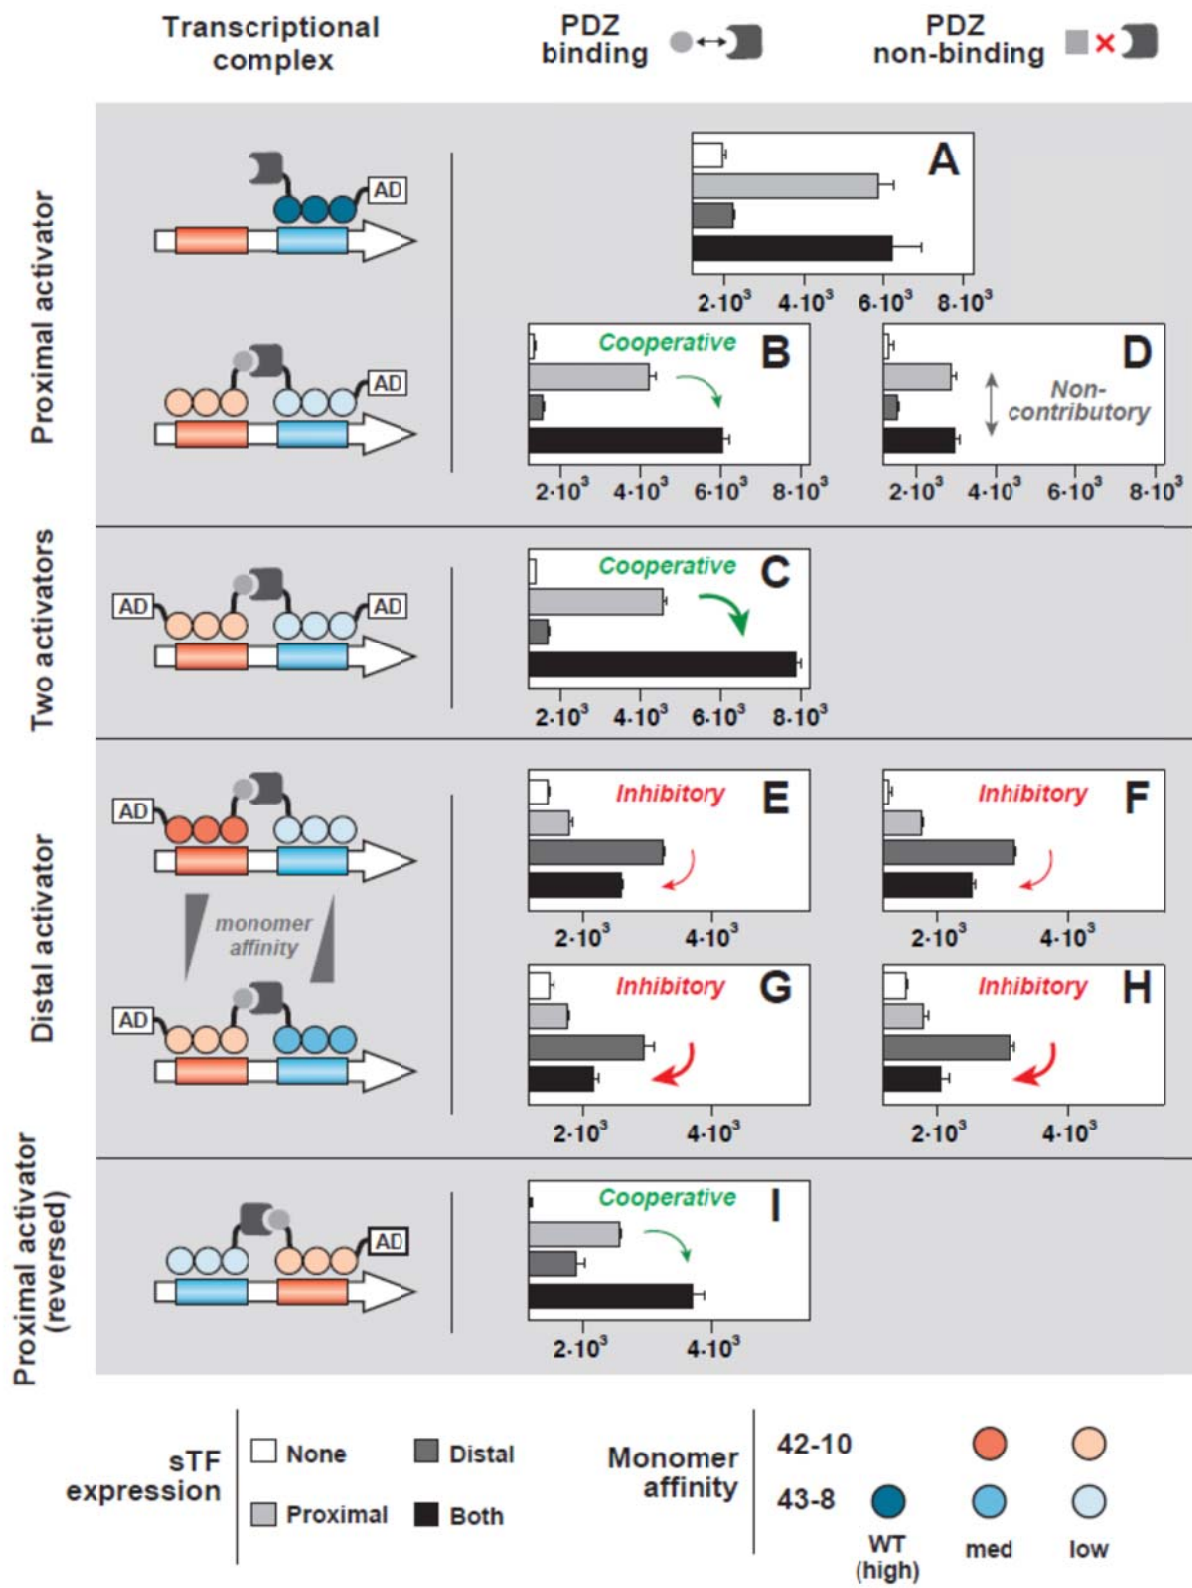 Transcriptional
complex
PDZ
binding
PDZ
non-binding
Proximal activator
AD
A
2·10³ 4·10³ 6·10³ 8·10³
AD
Cooperative B
2·10³ 4·10³ 6·10³ 8·10³
D
Non-
contributory
2·10³ 4·10³ 6·10³ 8·10³
Two activators
AD AD
Cooperative C
2·10³ 4·10³ 6·10³ 8·10³
Distal activator
AD
Inhibitory E
2·10³ 4·10³
Inhibitory F
2·10³ 4·10³
monomer
affinity
AD
Inhibitory G
2·10³ 4·10³
Inhibitory H
2·10³ 4·10³
Proximal activator
(reversed)
AD
Cooperative I
2·10³ 4·10³
sTF
expression
None
Distal
Proximal
Both
Monomer
affinity
42-10
43-8
WT
(high)
med
low